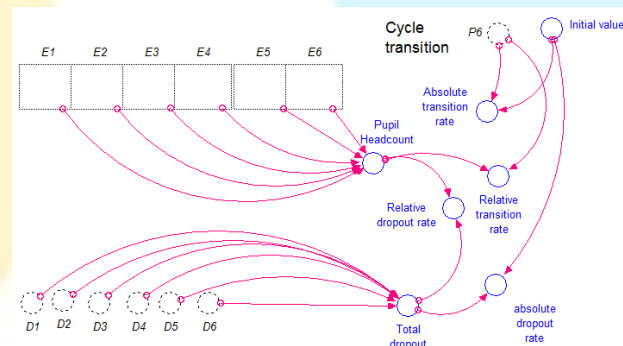 E1 E2 E3 E4 E5 E6
Cycle
transition
P6
Initial value
Absolute
transition
rate
Pupil
Headcount
Relative
dropout rate
Relative
transition
rate
D1 D2 D3 D4 D5 D6
Total
dropout
absolute
dropout
rate